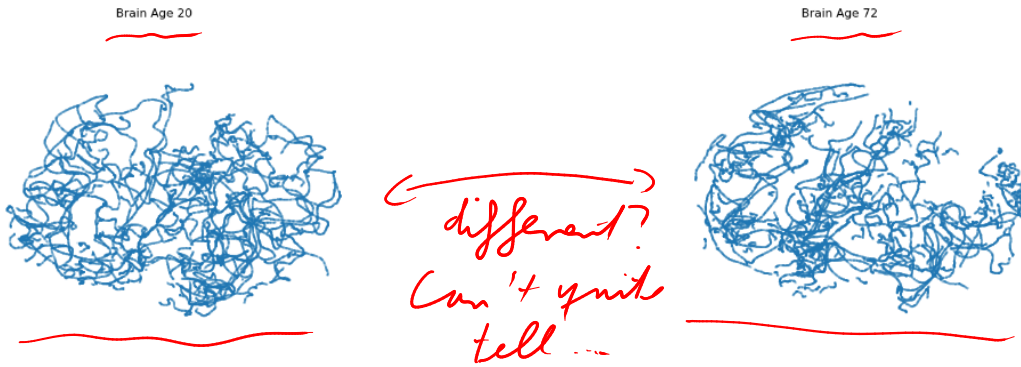 Brain Age 20
Brain Age 72
different?
Can't quite
tell ...